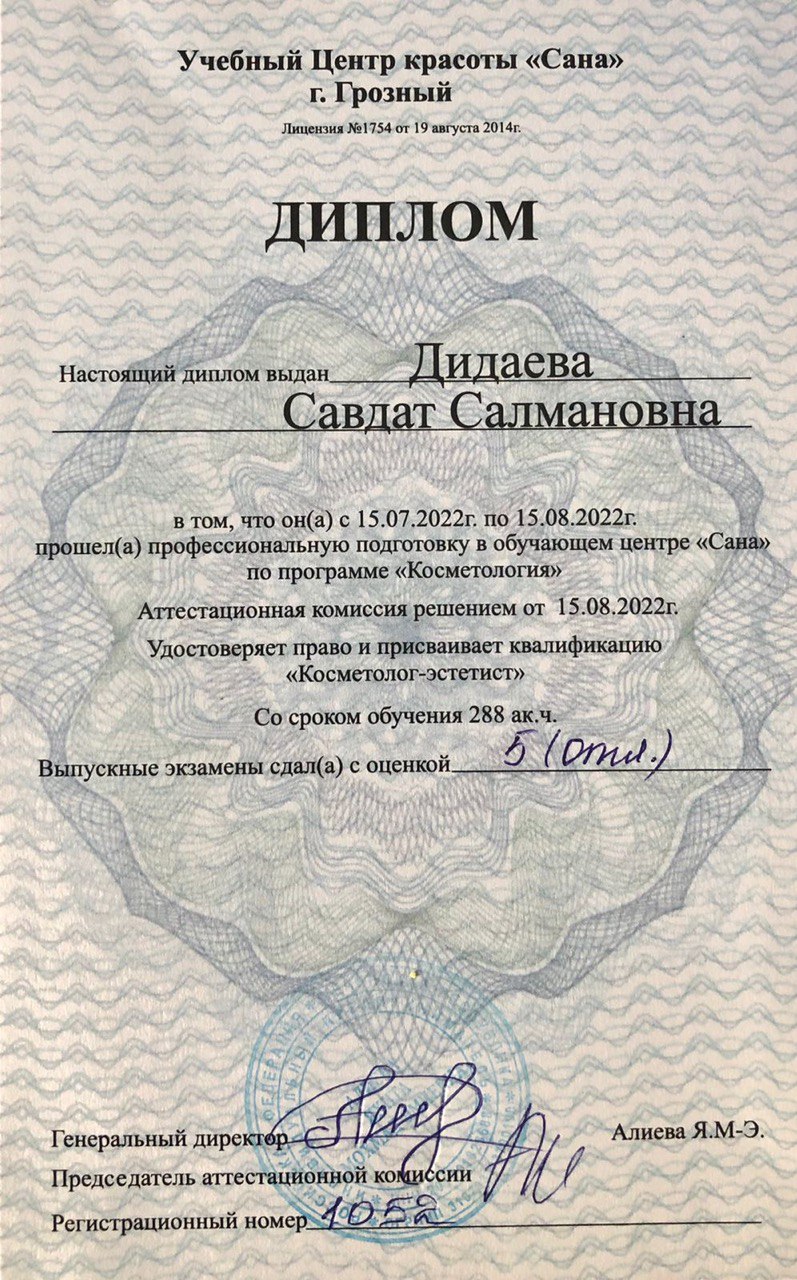 Учебный Центр красоты «Сана»
г. Грозный
Лицензия №1754 от 19 августа 2014г.
ДИПЛОМ
Настоящий диплом выдан Дидаева
Савдат Салмановна
в том, что он(а) с 15.07.2022г. по 15.08.2022г.
прошел(а) профессиональную подготовку в обучающем центре «Сана»
по программе «Косметология»
Аттестационная комиссия решением от 15.08.2022г.
Удостоверяет право и присваивает квалификацию
«Косметолог-эстетист»
Со сроком обучения 288 ак.ч.
Выпускные экзамены сдал(а) с оценкой 5 (отл.)
Генеральный директор Алиева Я.М-Э.
Председатель аттестационной комиссии
Регистрационный номер 1052